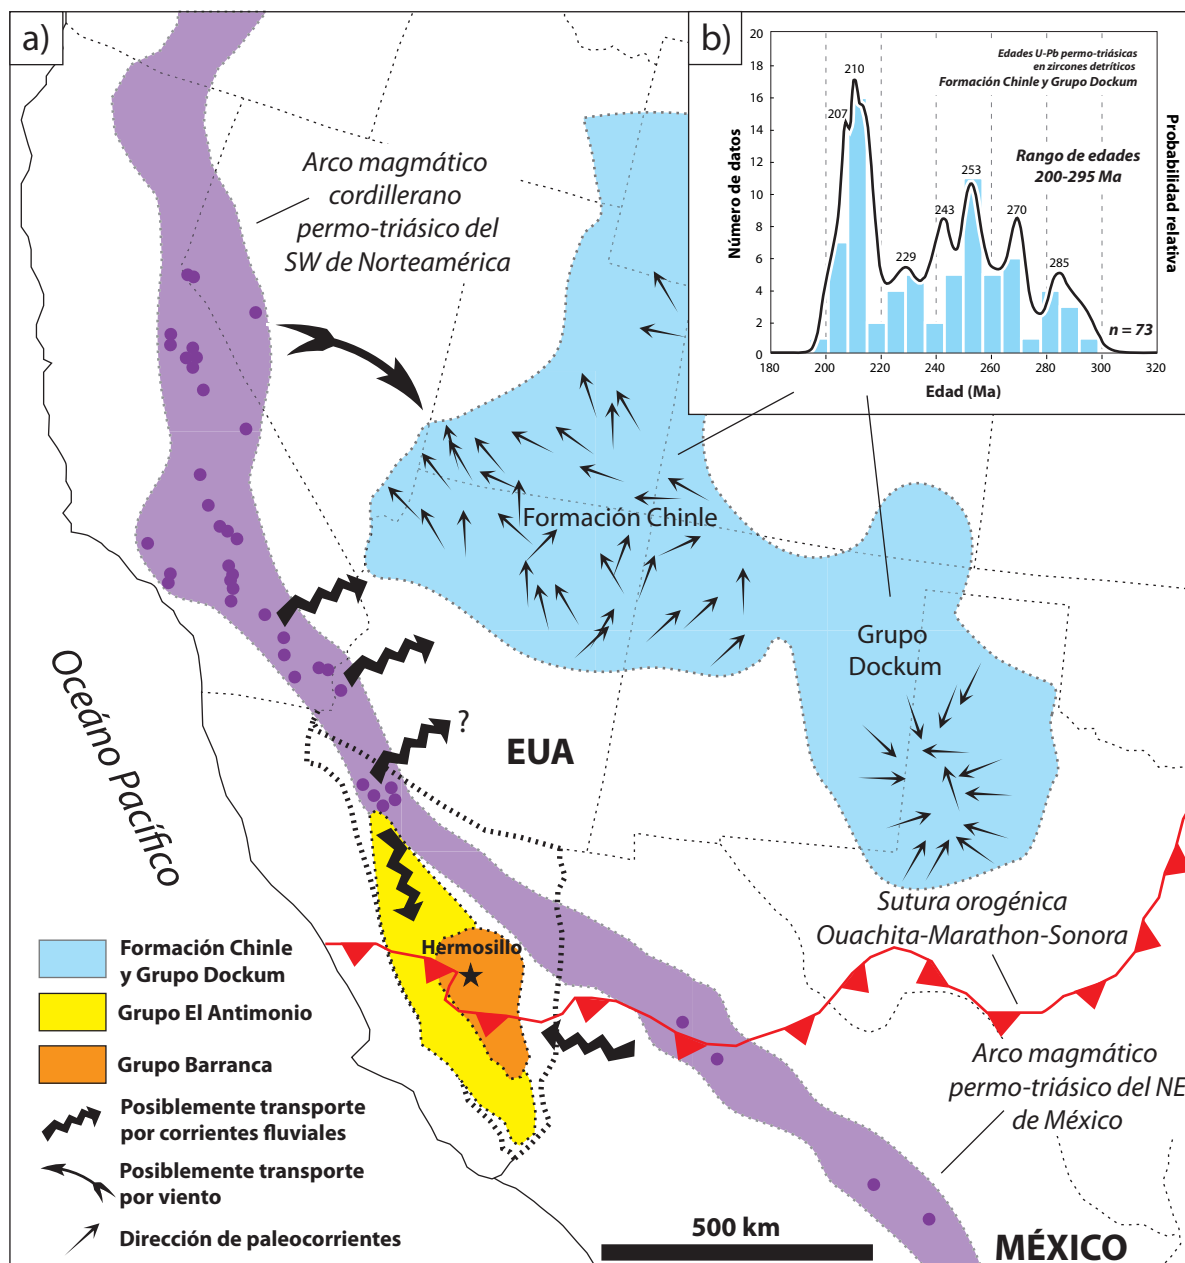 a)
Arco magmático
cordillerano
permo-triásico del
SW de Norteamérica
b)
Edades U-Pb permo-triásicas
en zircones detríticos
Formación Chinle y Grupo Dockum
Rango de edades
200-295 Ma
n = 73
Número de datos
Probabilidad relativa
20
18
16
14
12
10
8
6
4
2
0
207
210
229
243
253
270
285
180
200
220
240
260
280
300
320
Edad (Ma)
Formación Chinle
Grupo
Dockum
Océano Pacífico
?
EUA
Hermosillo
Sutura orogénica
Ouachita-Marathon-Sonora
Arco magmático
permo-triásico del NE
de México
Formación Chinle
y Grupo Dockum
Grupo El Antimonio
Grupo Barranca
Posiblemente transporte
por corrientes fluviales
Posiblemente transporte
por viento
Dirección de paleocorrientes
500 km
MÉXICO